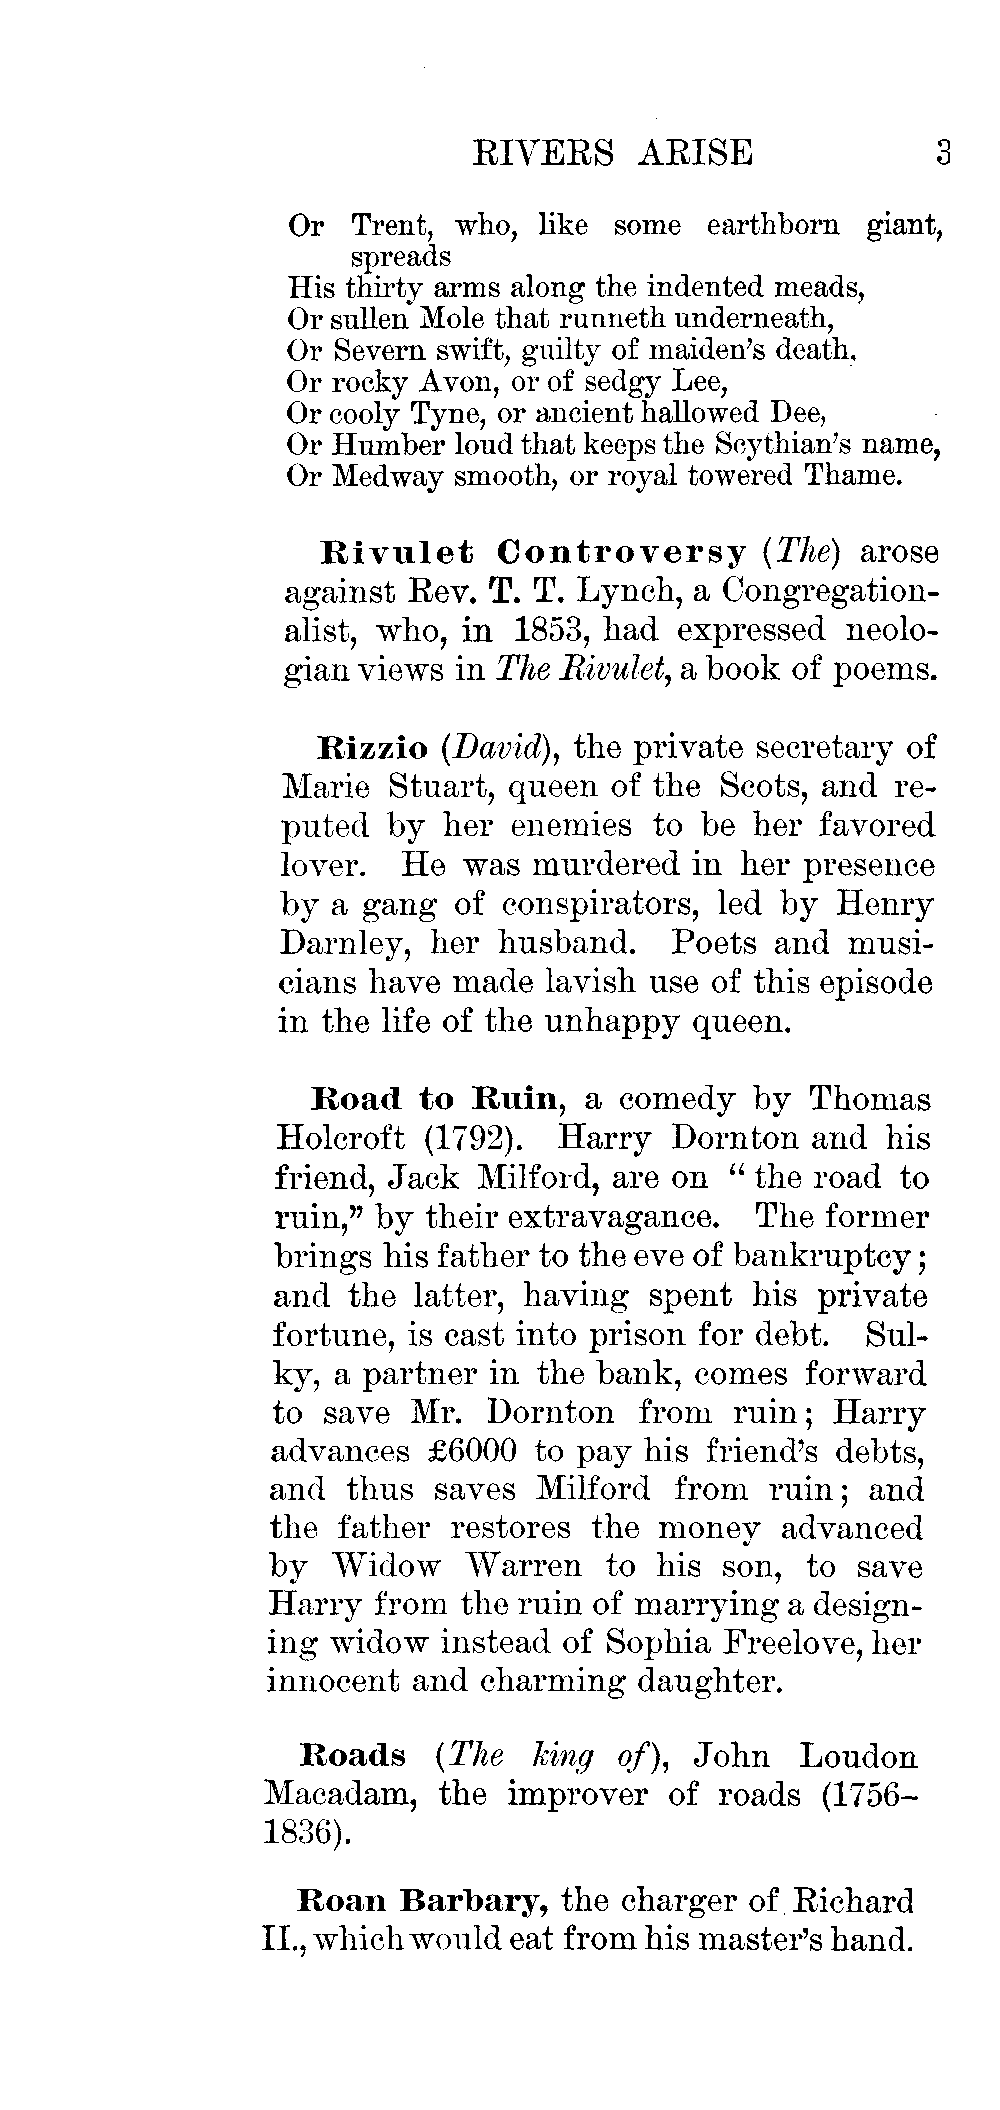 RIVERS ARISE 3
Or Trent, who, like some earthborn giant,
spreads
His thirty arms along the indented meads,
Or sullen Mole that runneth underneath,
Or Severn swift, guilty of maiden's death,
Or rocky Avon, or of sedgy Lee,
Or cooly Tyne, or ancient hallowed Dee,
Or Humber loud that keeps the Scythian's name,
Or Medway smooth, or royal towered Thame.
Rivulet Controversy (The) arose
against Rev. T. T. Lynch, a Congregation-
alist, who, in 1853, had expressed neolo-
gian views in The Rivulet, a book of poems.
Rizzio (David), the private secretary of
Marie Stuart, queen of the Scots, and re-
puted by her enemies to be her favored
lover. He was murdered in her presence
by a gang of conspirators, led by Henry
Darnley, her husband. Poets and musi-
cians have made lavish use of this episode
in the life of the unhappy queen.
Road to Ruin, a comedy by Thomas
Holcroft (1792). Harry Dornton and his
friend, Jack Milford, are on “ the road to
ruin,” by their extravagance. The former
brings his father to the eve of bankruptcy;
and the latter, having spent his private
fortune, is cast into prison for debt. Sul-
ky, a partner in the bank, comes forward
to save Mr. Dornton from ruin; Harry
advances £6000 to pay his friend's debts,
and thus saves Milford from ruin; and
the father restores the money advanced
by Widow Warren to his son, to save
Harry from the ruin of marrying a design-
ing widow instead of Sophia Freelove, her
innocent and charming daughter.
Roads (The king of), John Loudon
Macadam, the improver of roads (1756–
1836).
Roan Barbary, the charger of Richard
II., which would eat from his master's hand.